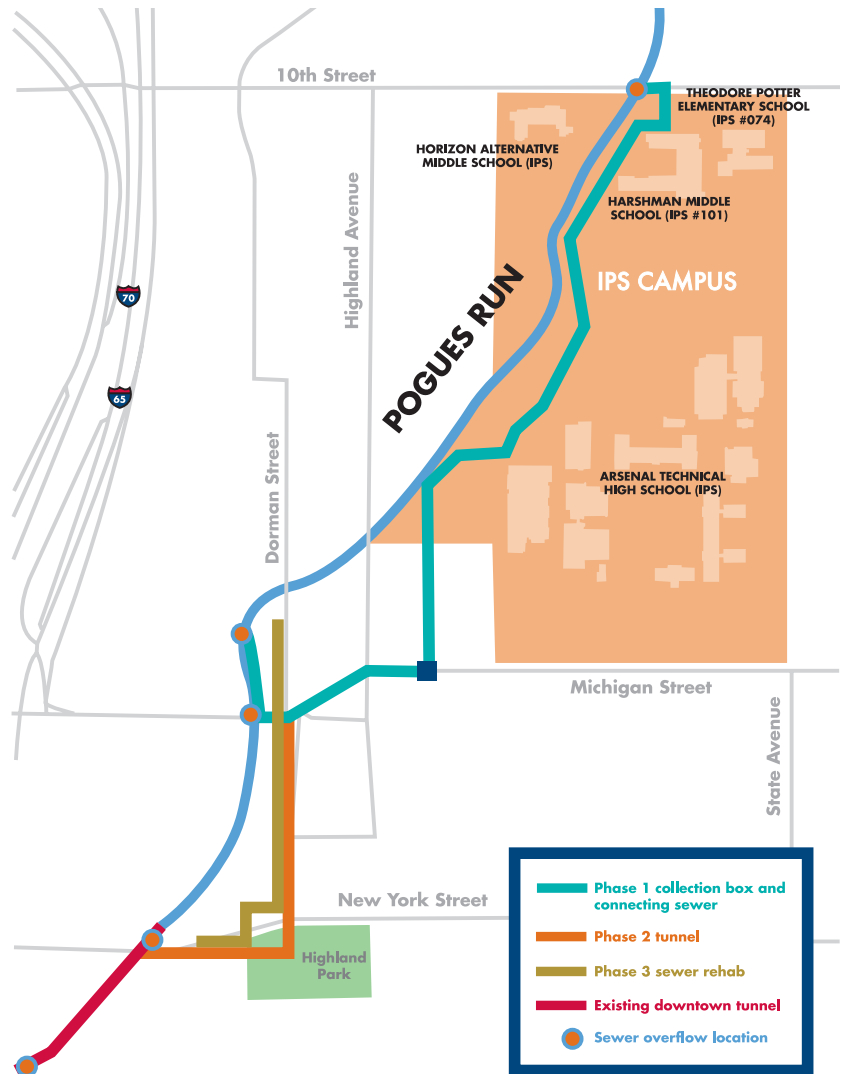 10th Street
THEODORE POTTER
ELEMENTARY SCHOOL
(IPS #074)
HORIZON ALTERNATIVE
MIDDLE SCHOOL (IPS)
HARSHMAN MIDDLE
SCHOOL (IPS #101)
Highland Avenue
IPS CAMPUS
70
POGUES RUN
65
Dorman Street
ARSENAL TECHNICAL
HIGH SCHOOL (IPS)
Michigan Street
State Avenue
New York Street
Highland
Park
Phase 1 collection box and
connecting sewer
Phase 2 tunnel
Phase 3 sewer rehab
Existing downtown tunnel
Sewer overflow location